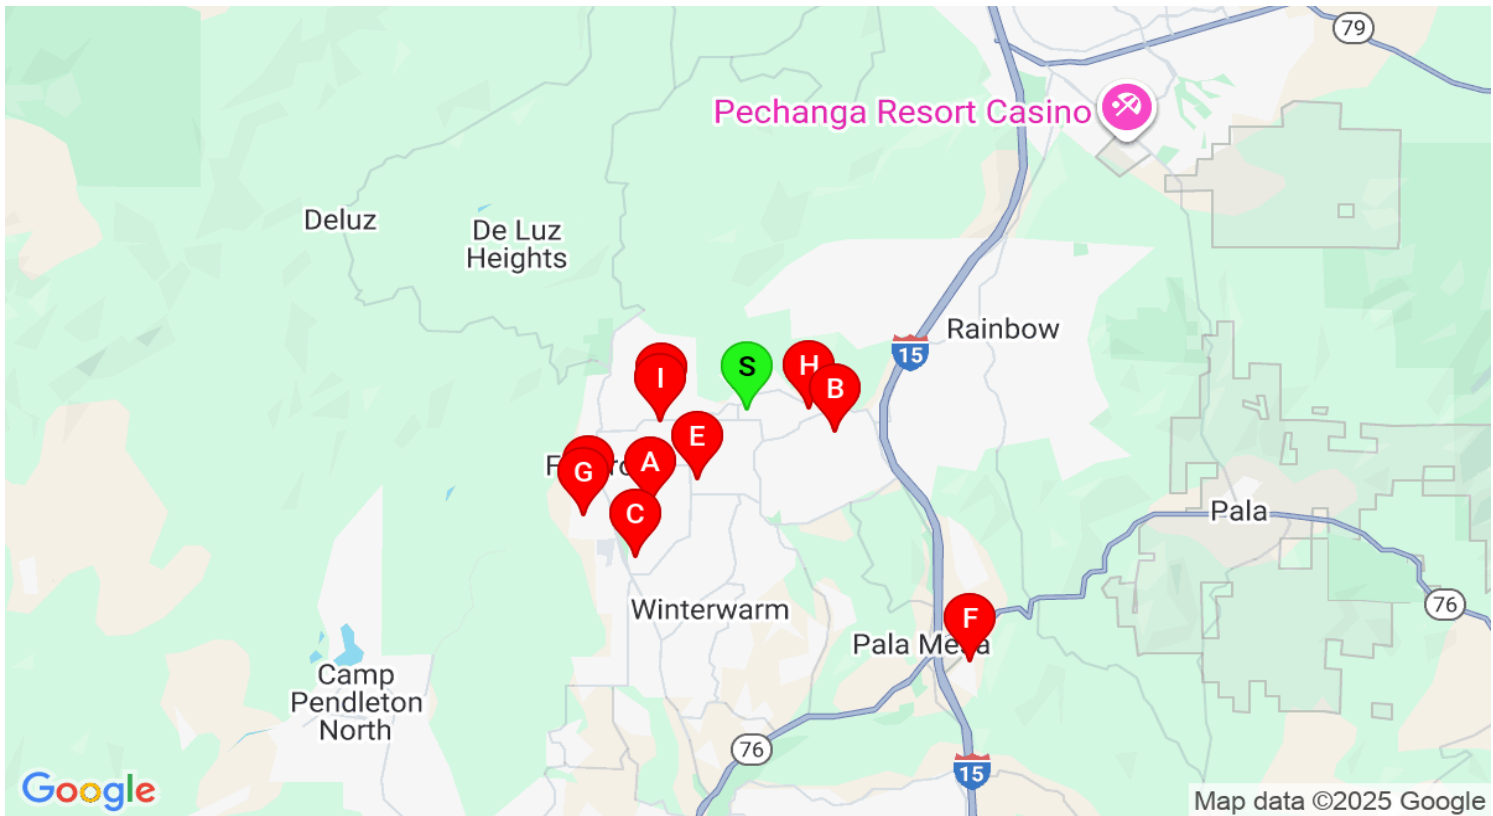 79
Pechanga Resort Casino
Deluz
De Luz
Heights
Rainbow
15
S
H
I
B
E
A
G
C
Pala
Winterwarm
76
F
Pala Mesa
Camp
Pendleton
North
76
15
Google
Map data ©2025 Google